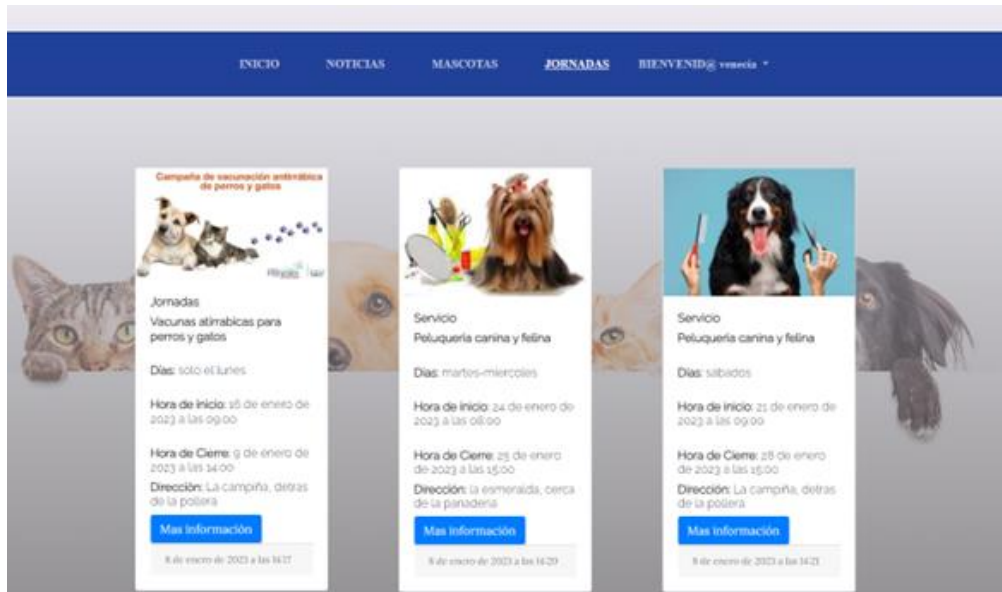 INICIO NOTICIAS MASCOTAS JORNADAS BIENVENID@ venecia
Campaña de vacunación antirrábica
de perros y gatos
Jornadas
Vacunas atirrabicas para
perros y gatos
Días: solo el lunes
Hora de inicio: 16 de enero de
2023 a las 09:00
Hora de Cierre: 9 de enero de
2023 a las 14:00
Dirección: La campiña, detras
de la pollera
Mas información
8 de enero de 2023 a las 14:17
Servicio
Peluqueria canina y felina
Días: martes-miercoles
Hora de inicio: 24 de enero de
2023 a las 08:00
Hora de Cierre: 25 de enero
de 2023 a las 15:00
Dirección: la esmeralda, cerca
de la panaderia
Mas información
8 de enero de 2023 a las 14:20
Servicio
Peluqueria canina y felina
Días: sabados
Hora de inicio: 21 de enero de
2023 a las 09:00
Hora de Cierre: 28 de enero
de 2023 a las 15:00
Dirección: La campiña, detras
de la pollera
Mas información
8 de enero de 2023 a las 14:21